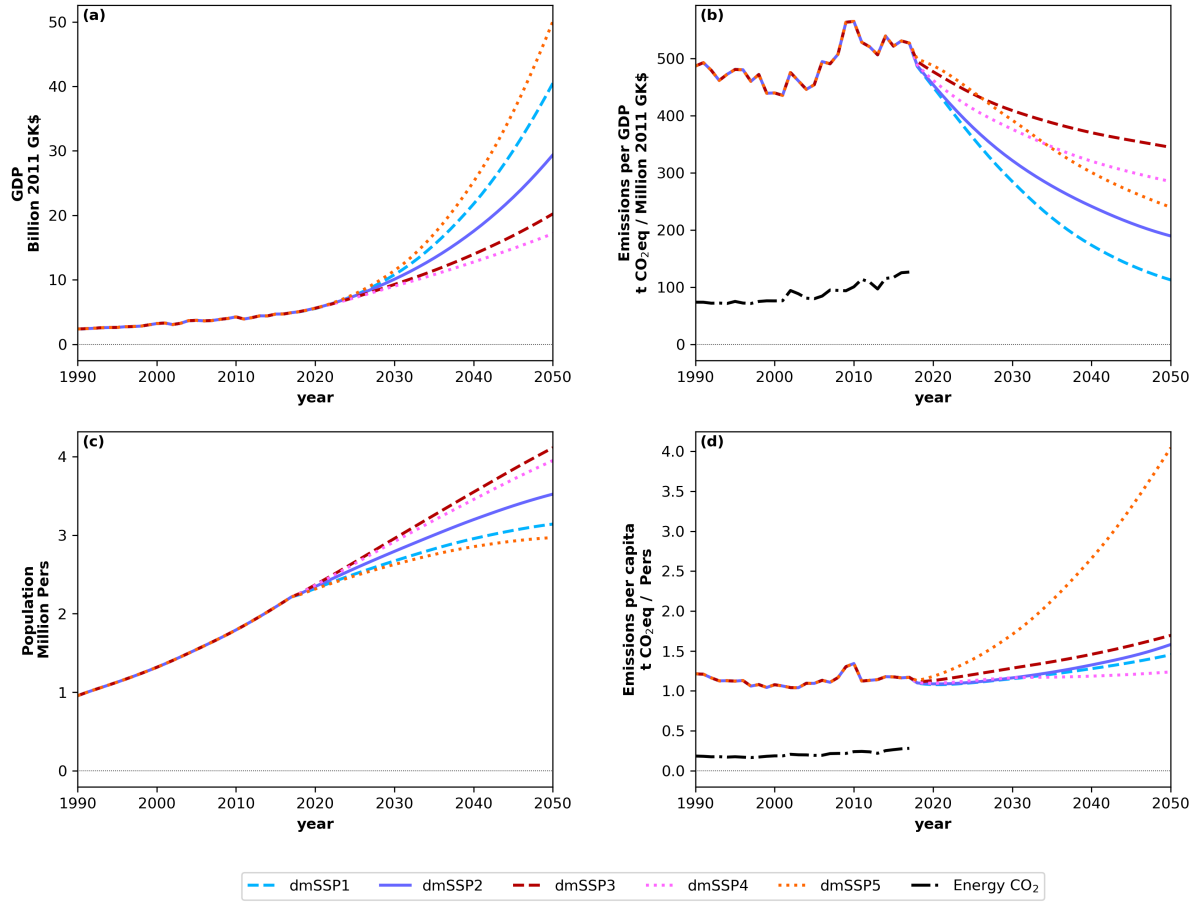 (a)
GDP
Billion 2011 GK$
50
40
30
20
10
0
1990 2000 2010 2020 2030 2040 2050
year
(b)
Emissions per GDP
t CO₂eq / Million 2011 GK$
500
400
300
200
100
0
1990 2000 2010 2020 2030 2040 2050
year
(c)
Population
Million Pers
4
3
2
1
0
1990 2000 2010 2020 2030 2040 2050
year
(d)
Emissions per capita
t CO₂eq / Pers
4.0
3.5
3.0
2.5
2.0
1.5
1.0
0.5
0.0
1990 2000 2010 2020 2030 2040 2050
year
dmSSP1 dmSSP2 dmSSP3 dmSSP4 dmSSP5 Energy CO₂